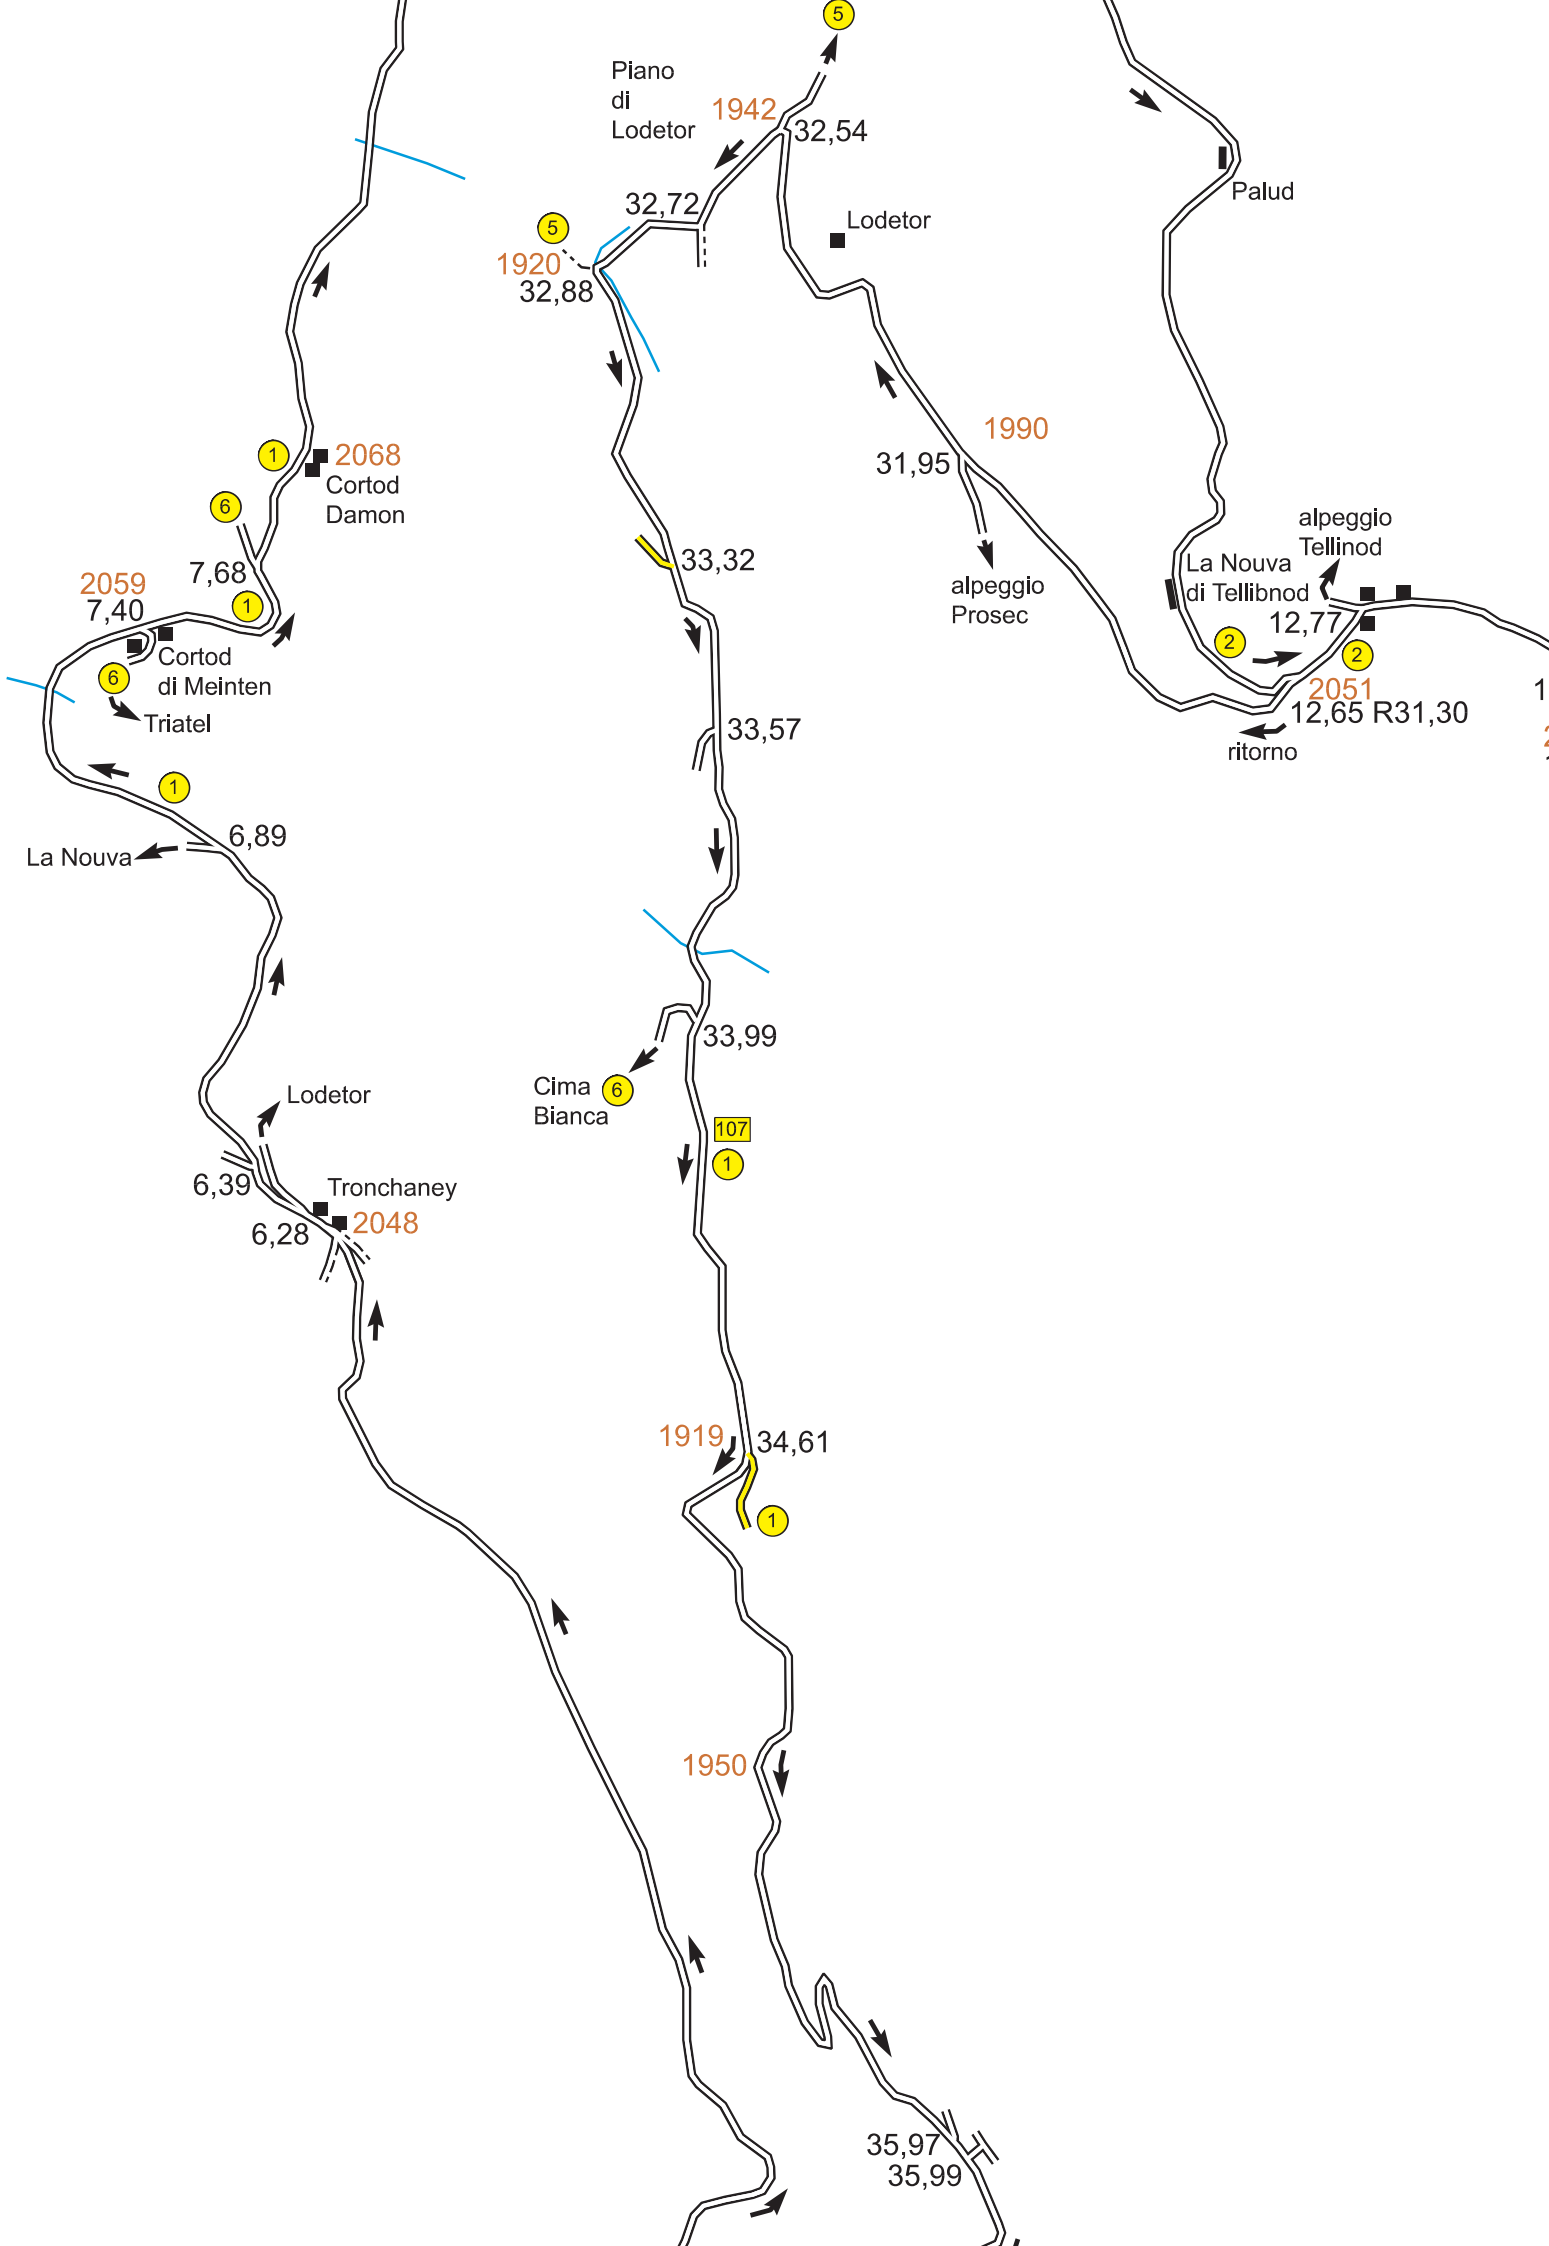 5
Piano
di
Lodetor
1942
32,54
Palud
32,72
Lodetor
5
1920
32,88
1990
31,95
1
2068
Cortod
Damon
6
7,68
2059
7,40
1
Cortod
di Meinten
6
Triatel
33,32
alpeggio
Prosec
alpeggio
Tellinod
La Nouva
di Tellibnod
12,77
2
2
2051
12,65 R31,30
ritorno
1
33,57
1
6,89
La Nouva
33,99
Cima
Bianca
6
107
1
Lodetor
6,39
Tronchaney
2048
6,28
1919
34,61
1
1950
35,97
35,99